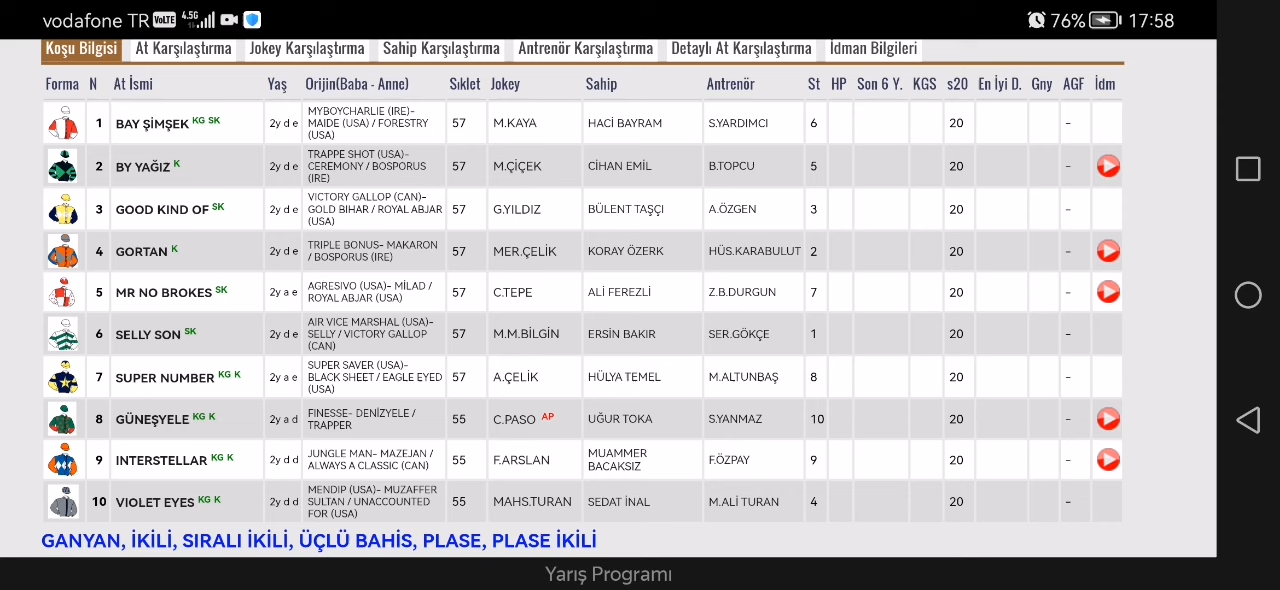 vodafone TR VoLTE 4.5G 1k 76% 17:58
Koşu Bilgisi At Karşılaştırma Jokey Karşılaştırma Sahip Karşılaştırma Antrenör Karşılaştırma Detaylı At Karşılaştırma İdman Bilgileri
Forma N At İsmi Yaş Orijin(Baba - Anne) Sıklet Jokey Sahip Antrenör St HP Son 6 Y. KGS s20 En İyi D. Gny AGF İdm
1 BAY ŞİMŞEK KG SK 2y d e MYBOYCHARLIE (IRE)- MAIDE (USA) / FORESTRY (USA) 57 M.KAYA HACİ BAYRAM S.YARDIMCI 6 20 -
2 BY YAĞIZ K 2y d e TRAPPE SHOT (USA)- CEREMONY / BOSPORUS (IRE) 57 M.ÇİÇEK CİHAN EMİL B.TOPCU 5 20 -
3 GOOD KIND OF SK 2y d e VICTORY GALLOP (CAN)- GOLD BIHAR / ROYAL ABJAR (USA) 57 G.YILDIZ BÜLENT TAŞÇI A.ÖZGEN 3 20 -
4 GORTAN K 2y d e TRIPLE BONUS- MAKARON / BOSPORUS (IRE) 57 MER.ÇELİK KORAY ÖZERK HÜS.KARABULUT 2 20 -
5 MR NO BROKES SK 2y a e AGRESIVO (USA)- MİLAD / ROYAL ABJAR (USA) 57 C.TEPE ALİ FEREZLİ Z.B.DURGUN 7 20 -
6 SELLY SON SK 2y d e AIR VICE MARSHAL (USA)- SELLY / VICTORY GALLOP (CAN) 57 M.M.BİLGİN ERSİN BAKIR SER.GÖKÇE 1 20 -
7 SUPER NUMBER KG K 2y a e SUPER SAVER (USA)- BLACK SHEET / EAGLE EYED (USA) 57 A.ÇELİK HÜLYA TEMEL M.ALTUNBAŞ 8 20 -
8 GÜNEŞYELE KG K 2y a d FINESSE- DENİZYELE / TRAPPER 55 C.PASO AP UĞUR TOKA S.YANMAZ 10 20 -
9 INTERSTELLAR KG K 2y d d JUNGLE MAN- MAZEJAN / ALWAYS A CLASSIC (CAN) 55 F.ARSLAN MUAMMER BACAKSIZ F.ÖZPAY 9 20 -
10 VIOLET EYES KG K 2y d d MENDIP (USA)- MUZAFFER SULTAN / UNACCOUNTED FOR (USA) 55 MAHS.TURAN SEDAT İNAL M.ALİ TURAN 4 20 -
GANYAN, İKİLİ, SIRALI İKİLİ, ÜÇLÜ BAHİS, PLASE, PLASE İKİLİ
Yarış Programı